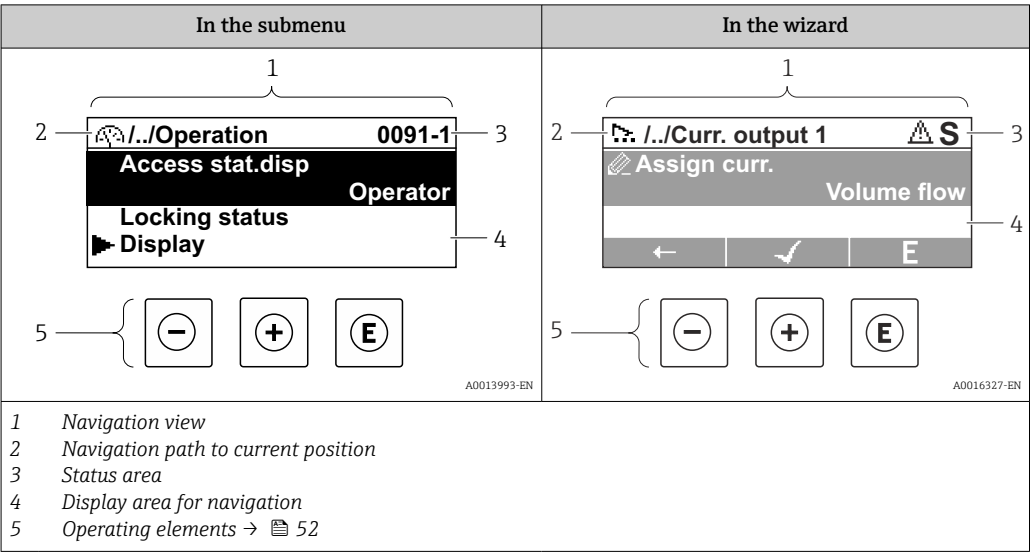 In the submenu
In the wizard
1
2
/../Operation 0091-1
3
Access stat.disp
Operator
Locking status
Display
4
5
E
A0013993-EN
1
2
/../Curr. output 1 S
3
Assign curr.
Volume flow
4
← ✓ E
5
E
A0016327-EN
1 Navigation view
2 Navigation path to current position
3 Status area
4 Display area for navigation
5 Operating elements → 52